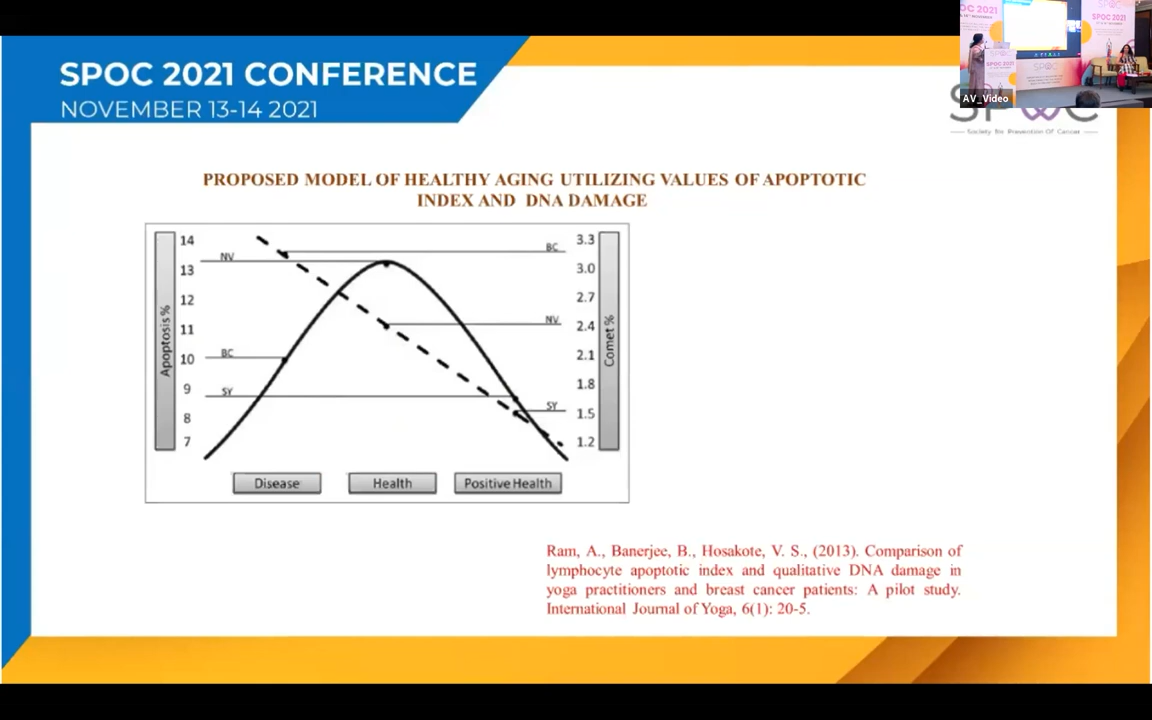 SPOC 2021 CONFERENCE
NOVEMBER 13-14 2021
SPOC 2021
SPOC 2021
SPOC 2021
SPOC
AV_Video
SPOC
Society for Prevention OF Cancer
PROPOSED MODEL OF HEALTHY AGING UTILIZING VALUES OF APOPTOTIC
INDEX AND DNA DAMAGE
Apoptosis %
14
13
12
11
10
9
8
7
NV
BC
SY
BC
NV
SY
3.3
3.0
2.7
2.4
2.1
1.8
1.5
1.2
Comet %
Disease
Health
Positive Health
Ram, A., Banerjee, B., Hosakote, V. S., (2013). Comparison of
lymphocyte apoptotic index and qualitative DNA damage in
yoga practitioners and breast cancer patients: A pilot study.
International Journal of Yoga, 6(1): 20-5.